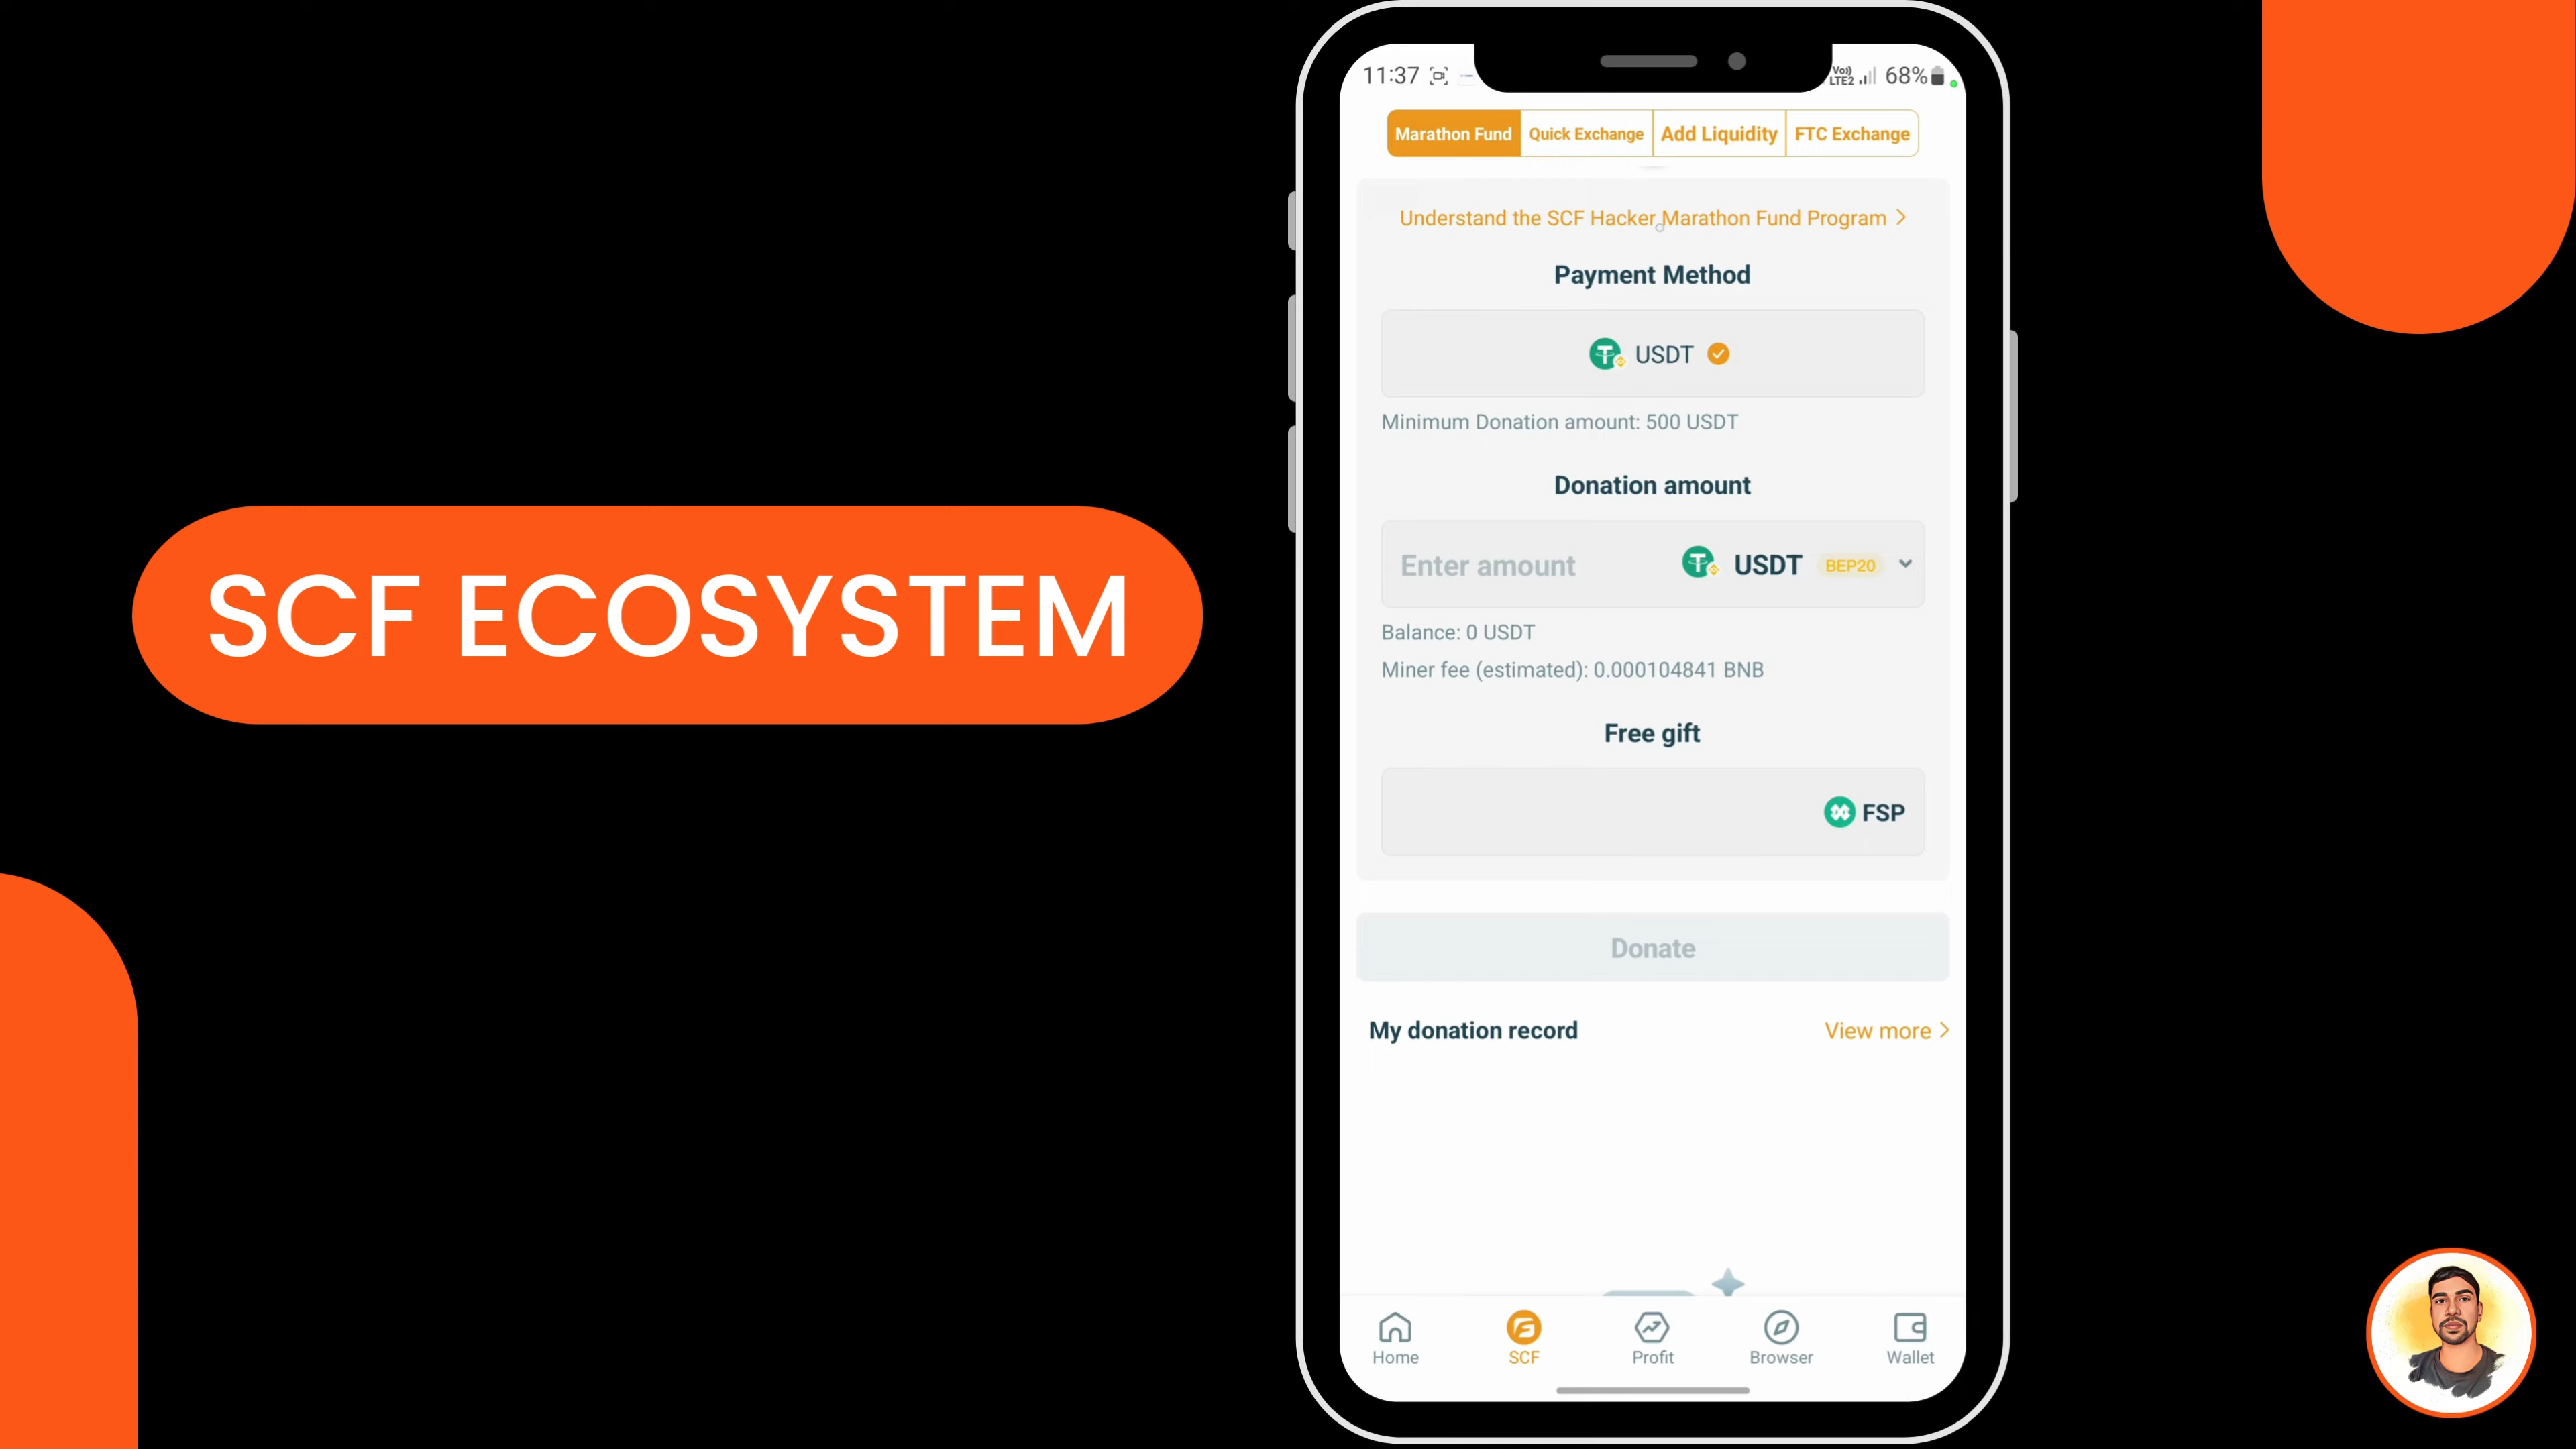 SCF ECOSYSTEM
11:37
Vo))
LTE2
68%
Marathon Fund
Quick Exchange
Add Liquidity
FTC Exchange
Understand the SCF Hacker Marathon Fund Program >
Payment Method
USDT
Minimum Donation amount: 500 USDT
Donation amount
Enter amount
USDT
BEP20
Balance: 0 USDT
Miner fee (estimated): 0.000104841 BNB
Free gift
FSP
Donate
My donation record
View more >
Home
SCF
Profit
Browser
Wallet